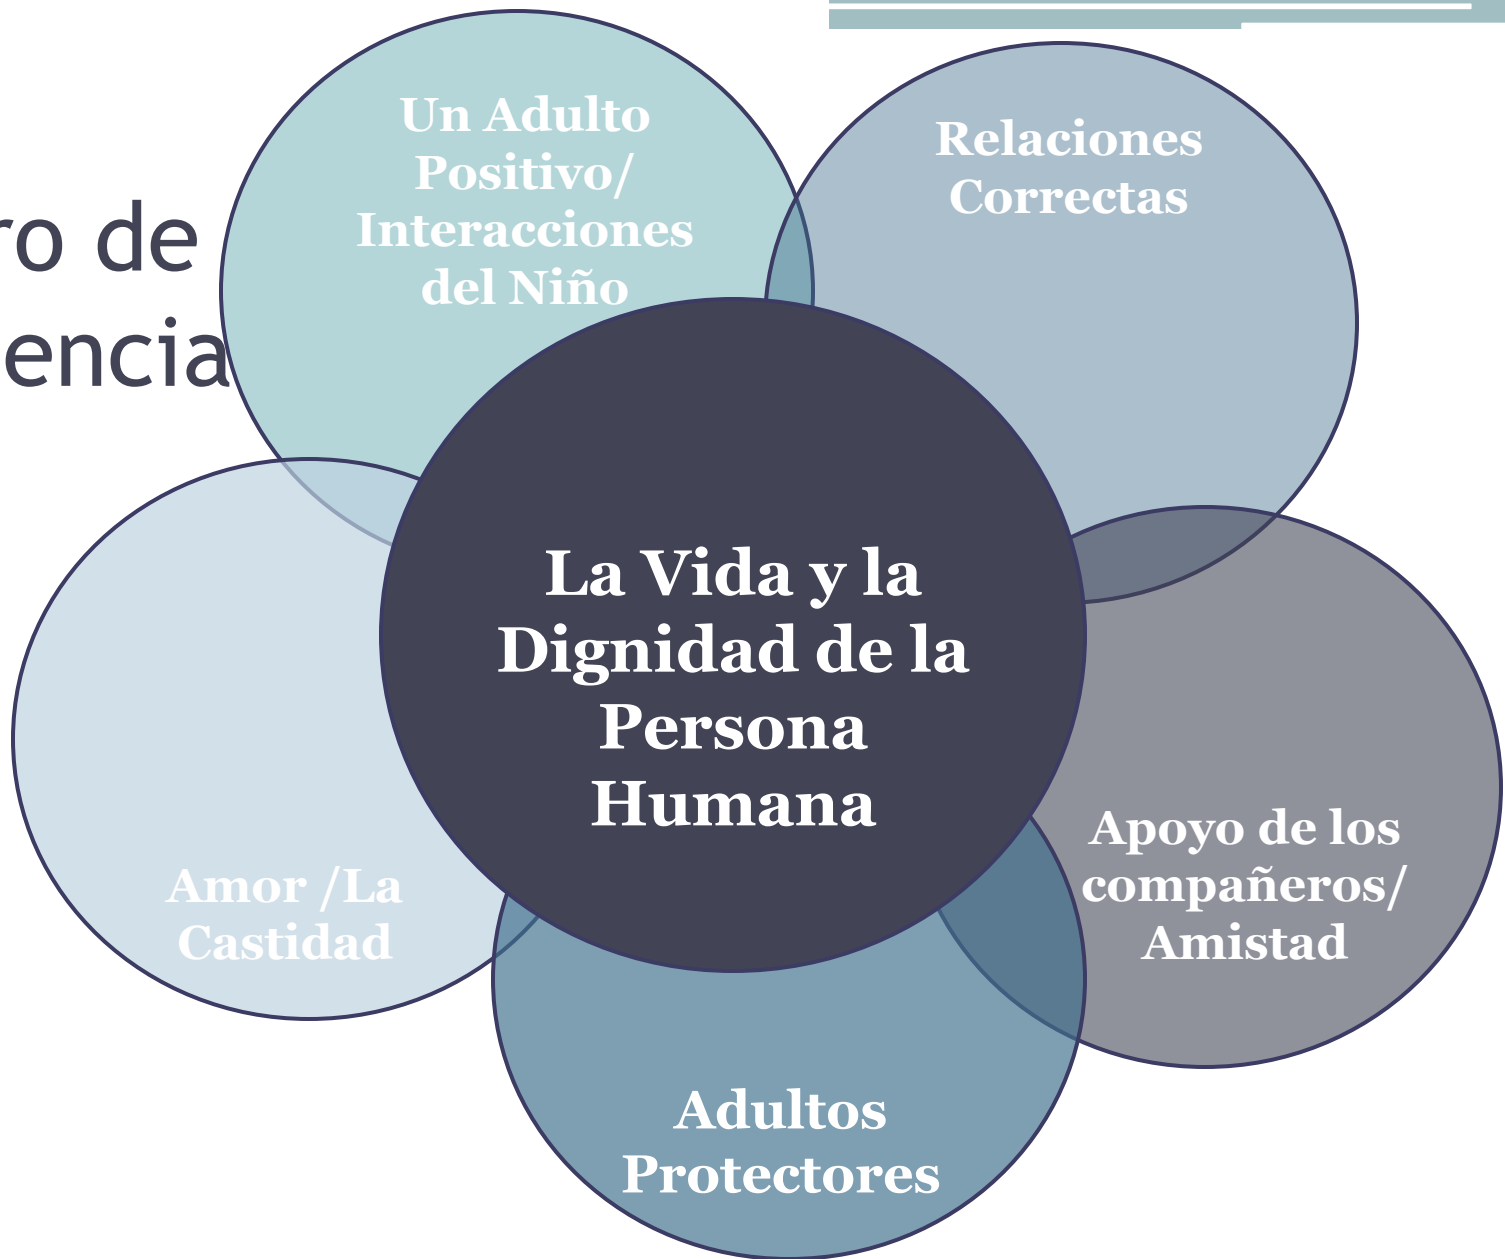 ro de
encia
Un Adulto
Positivo/
Interacciones
del Niño
Relaciones
Correctas
La Vida y la
Dignidad de la
Persona
Humana
Apoyo de los
compañeros/
Amistad
Amor /La
Castidad
Adultos
Protectores